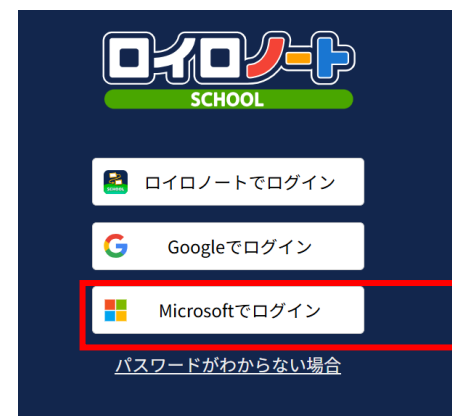 ロイロノート
SCHOOL
ロイロノートでログイン
Googleでログイン
Microsoftでログイン
パスワードがわからない場合